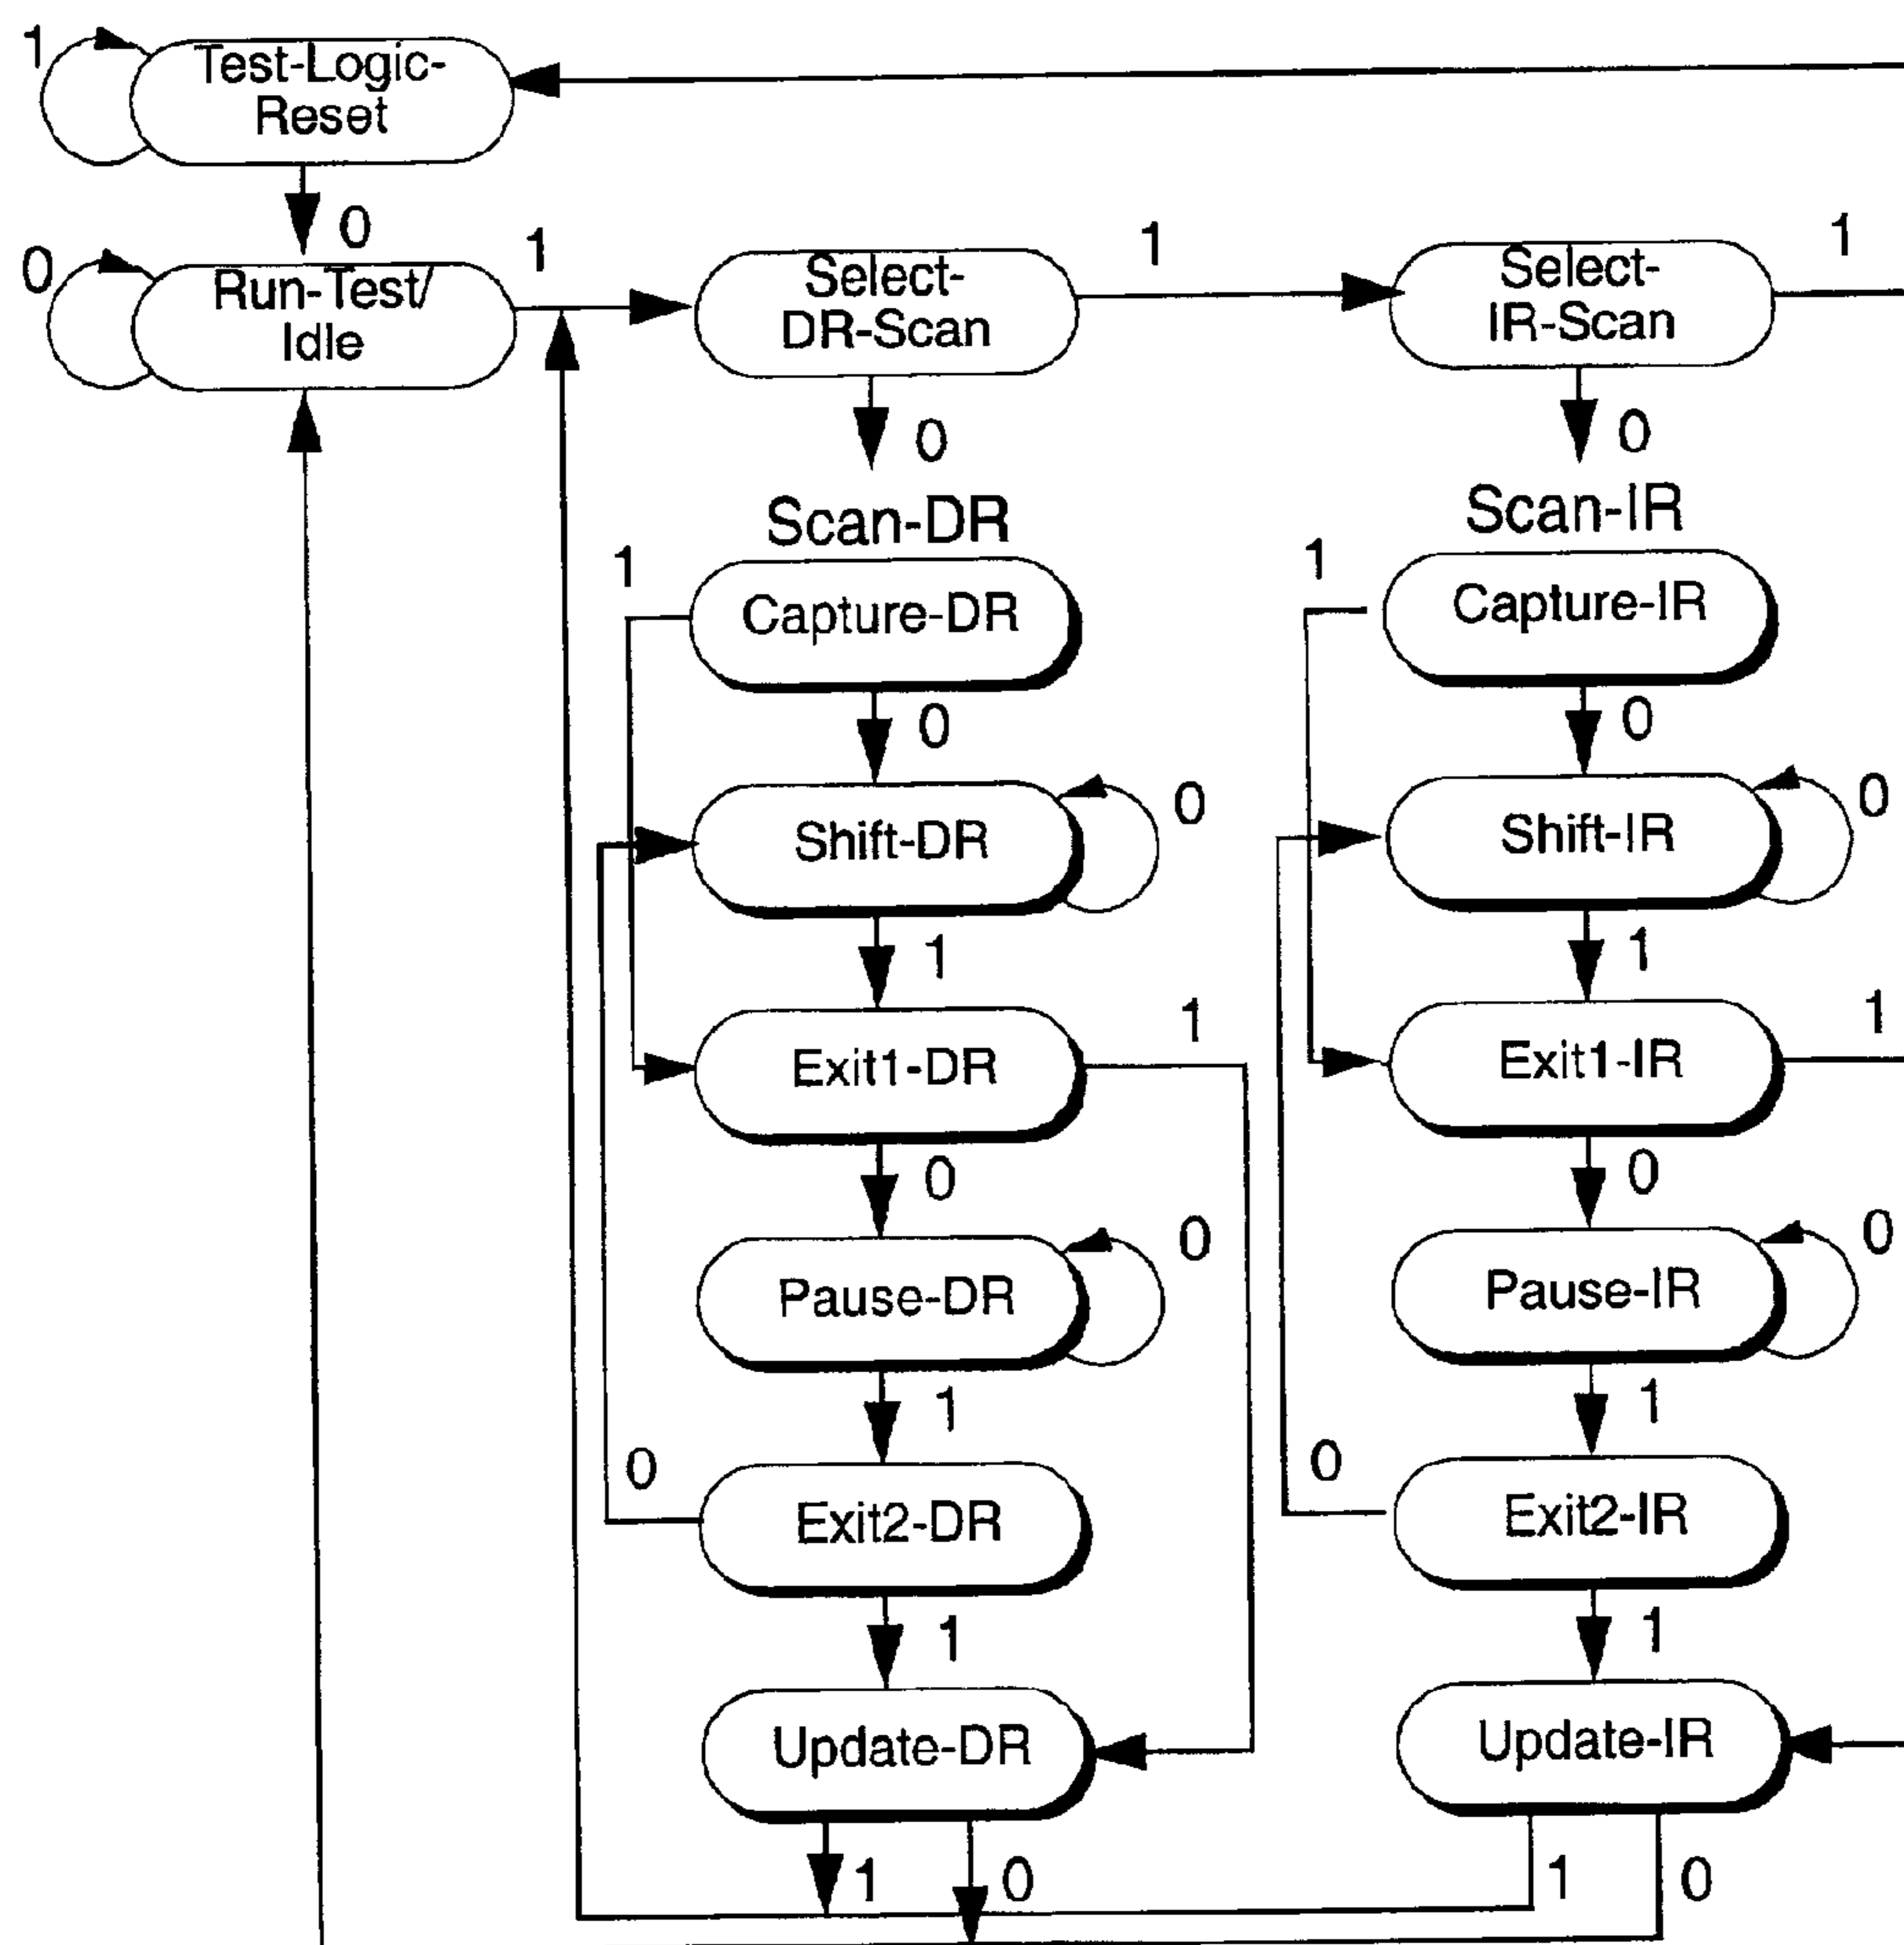 1
Test-Logic-
Reset
0
0
Run-Test/
Idle
1
Select-
DR-Scan
1
Select-
IR-Scan
1
0
0
Scan-DR
Scan-IR
1
Capture-DR
1
Capture-IR
0
0
Shift-DR
0
Shift-IR
0
1
1
Exit1-DR
1
Exit1-IR
1
0
0
Pause-DR
0
Pause-IR
0
1
1
0
Exit2-DR
0
Exit2-IR
1
1
Update-DR
Update-IR
1
0
1
0